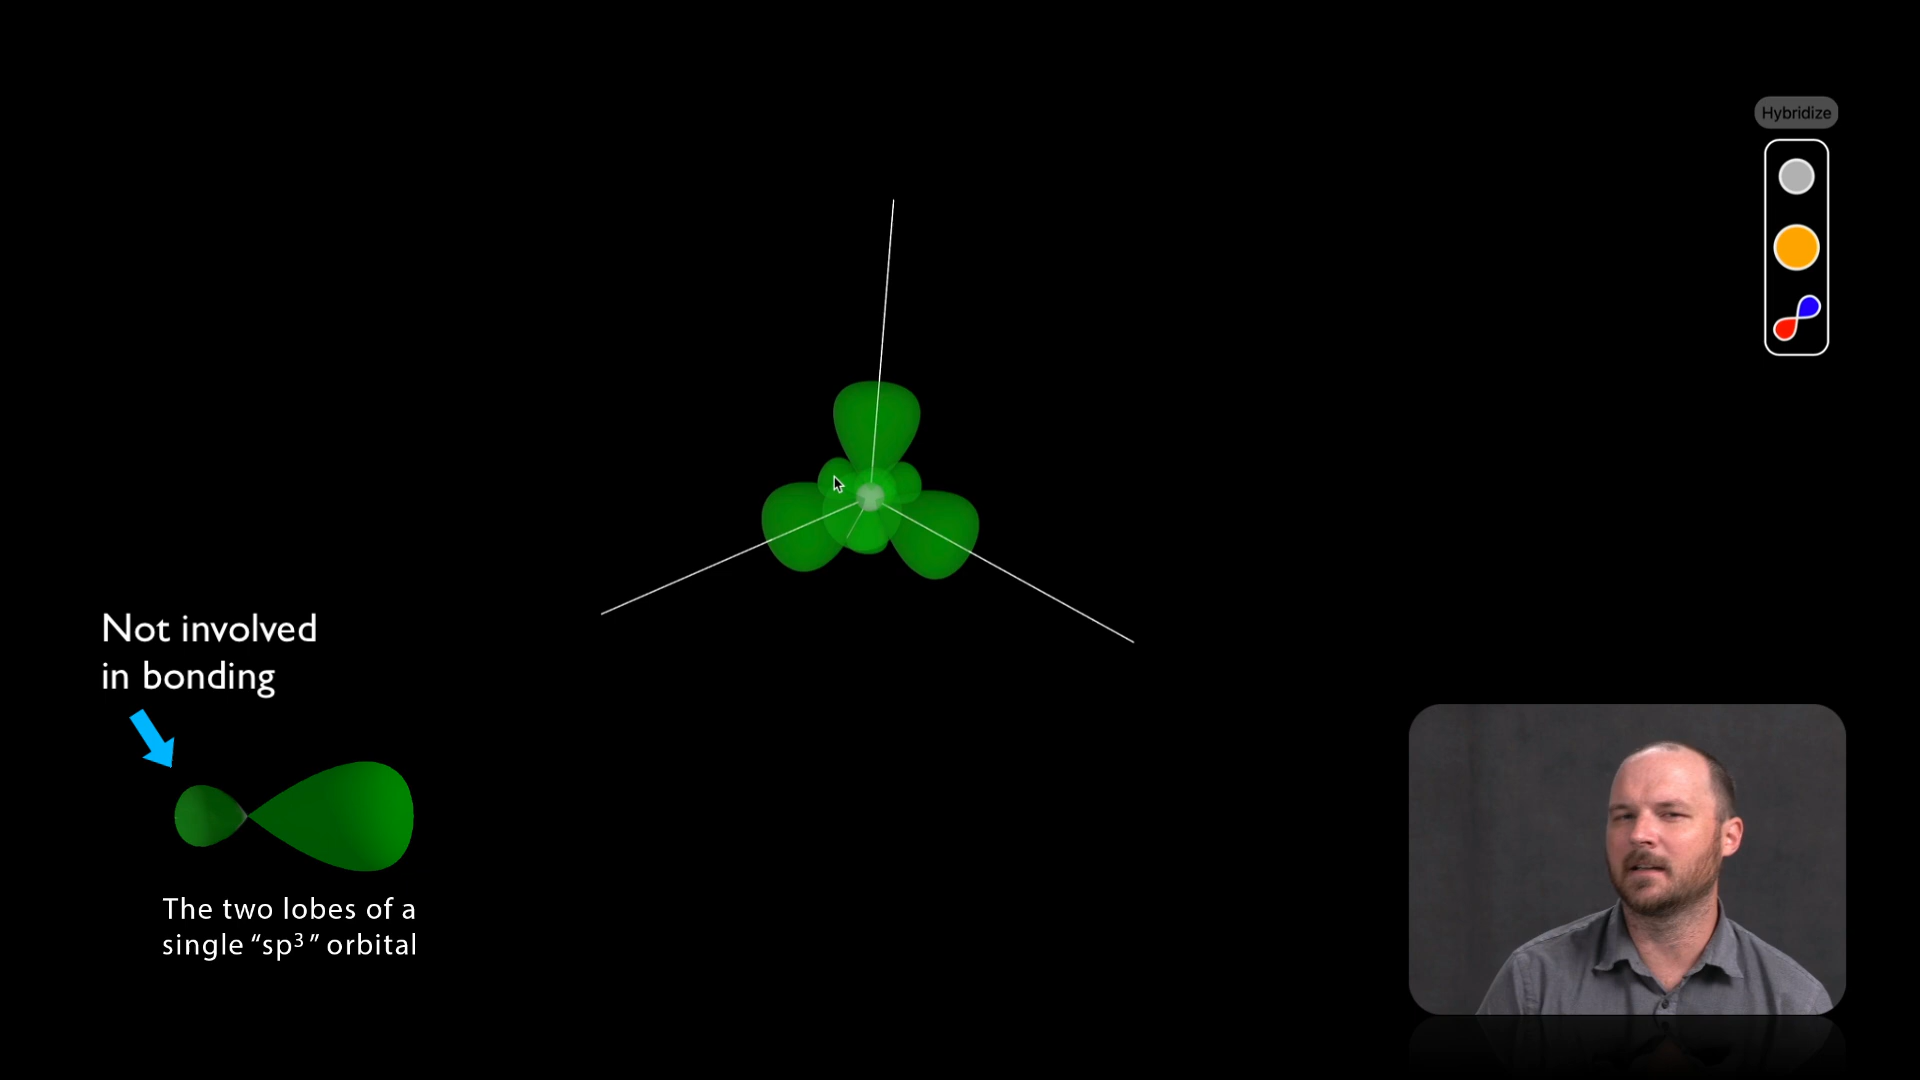 Hybridize
Not involved
in bonding
The two lobes of a
single “sp³” orbital